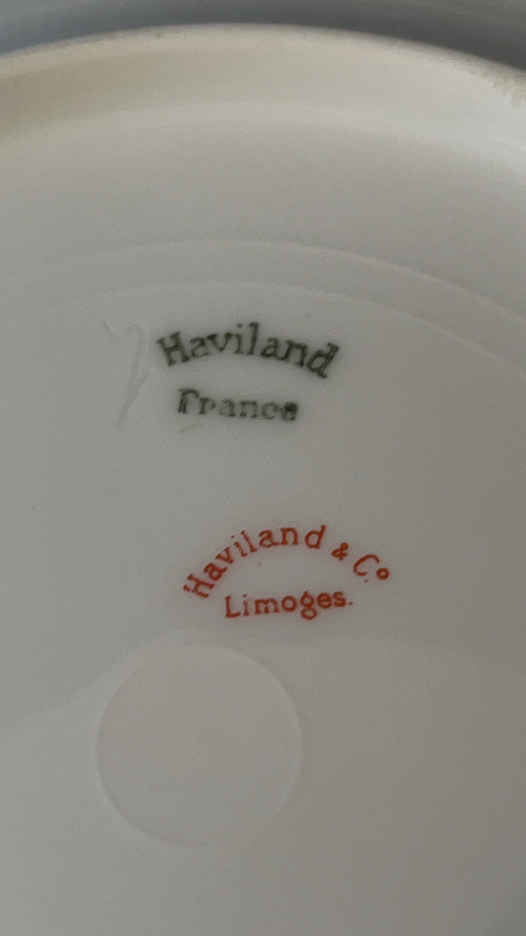 Haviland
France
Haviland & Cº
Limoges.